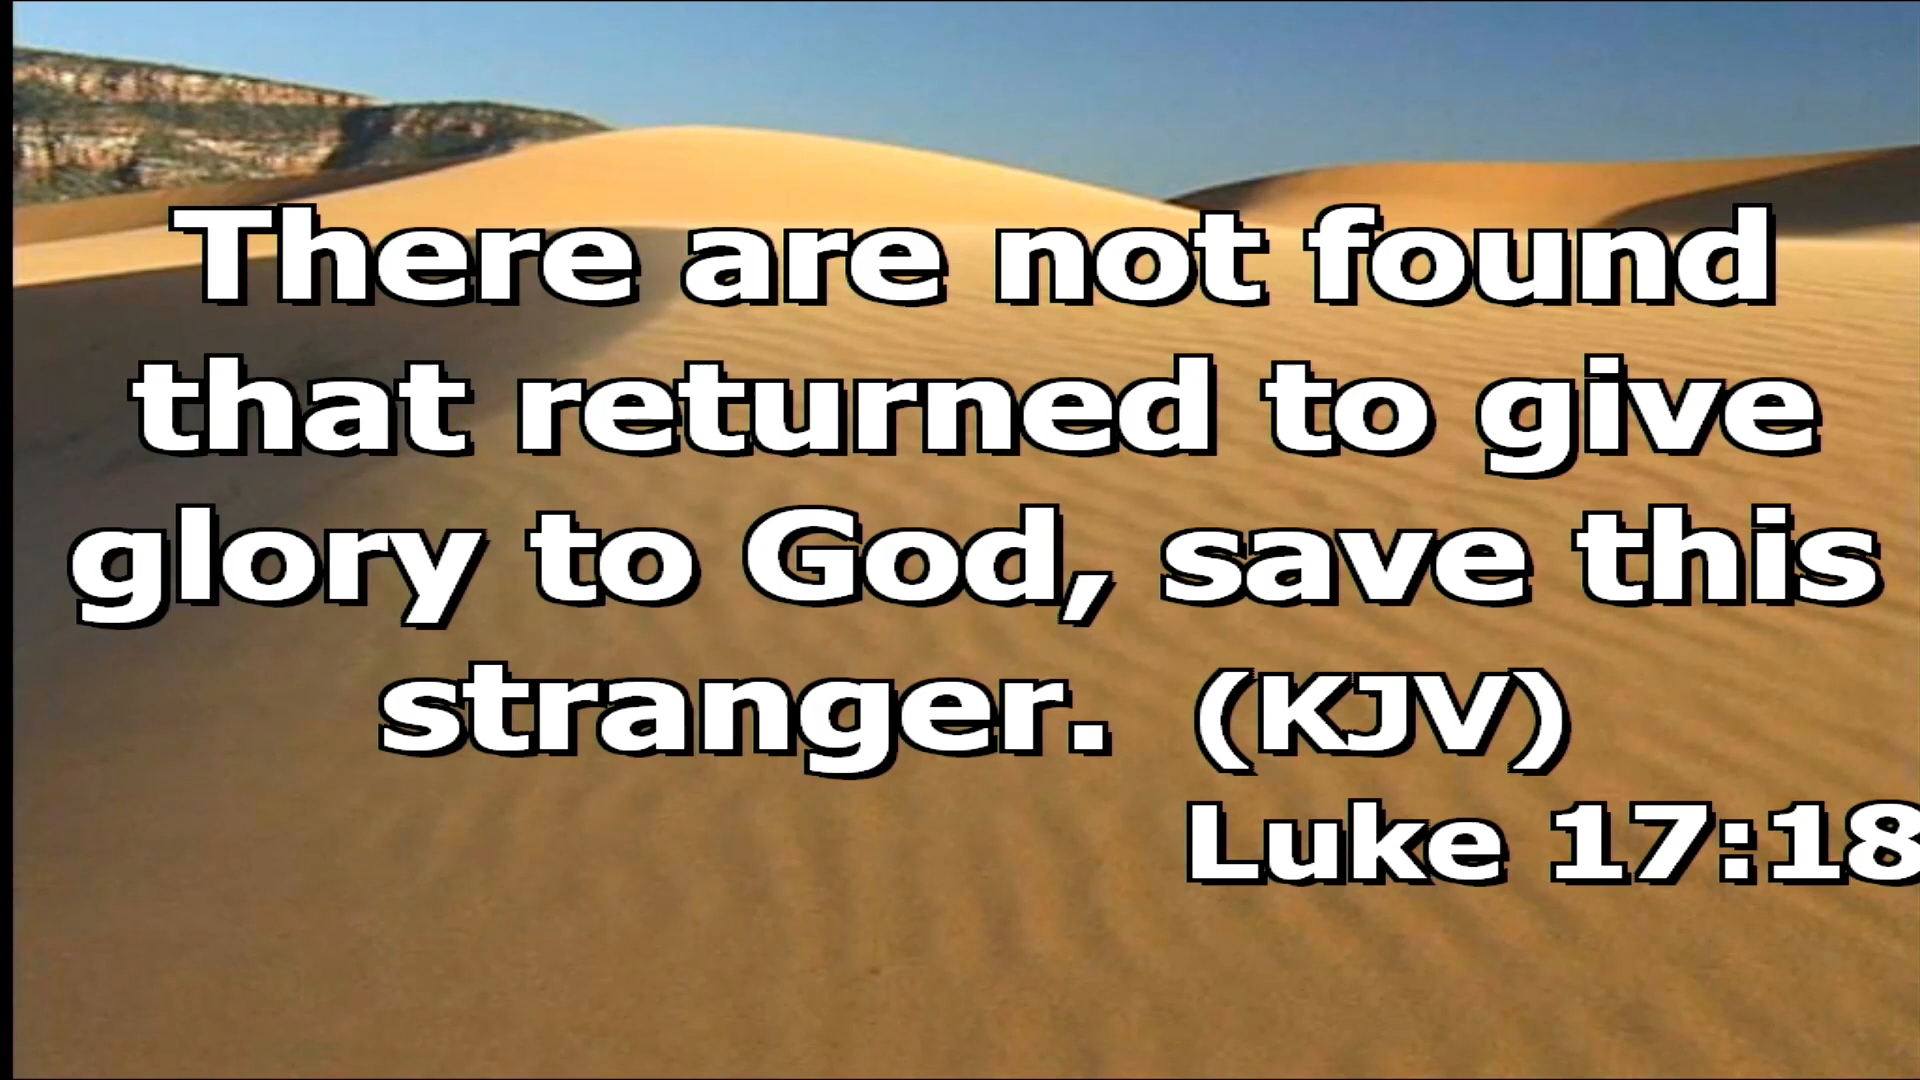 There are not found
that returned to give
glory to God, save this
stranger. (KJV)
Luke 17:18